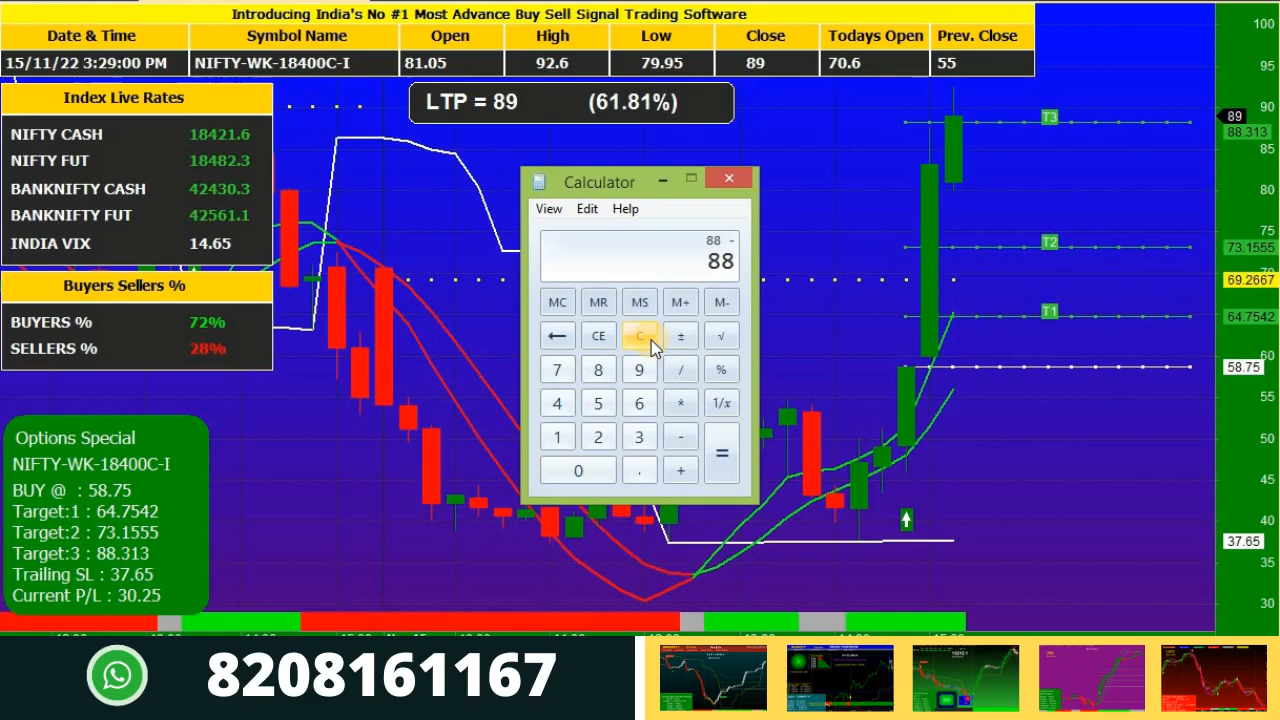 Introducing India's No #1 Most Advance Buy Sell Signal Trading Software
Date & Time Symbol Name Open High Low Close Todays Open Prev. Close
15/11/22 3:29:00 PM NIFTY-WK-18400C-I 81.05 92.6 79.95 89 70.6 55
LTP = 89 (61.81%)
Index Live Rates
NIFTY CASH 18421.6
NIFTY FUT 18482.3
BANKNIFTY CASH 42430.3
BANKNIFTY FUT 42561.1
INDIA VIX 14.65
Buyers Sellers %
BUYERS % 72%
SELLERS % 28%
Options Special
NIFTY-WK-18400C-I
BUY @ : 58.75
Target:1 : 64.7542
Target:2 : 73.1555
Target:3 : 88.313
Trailing SL : 37.65
Current P/L : 30.25
Calculator
View Edit Help
88 -
88
MC MR MS M+ M-
← CE C ± √
7 8 9 / %
4 5 6 * 1/x
1 2 3 - =
0 . +
T3
T2
T1
100
95
90
89
88.313
85
80
75
73.1555
69.2667
64.7542
60
58.75
50
45
40
37.65
35
30
8208161167